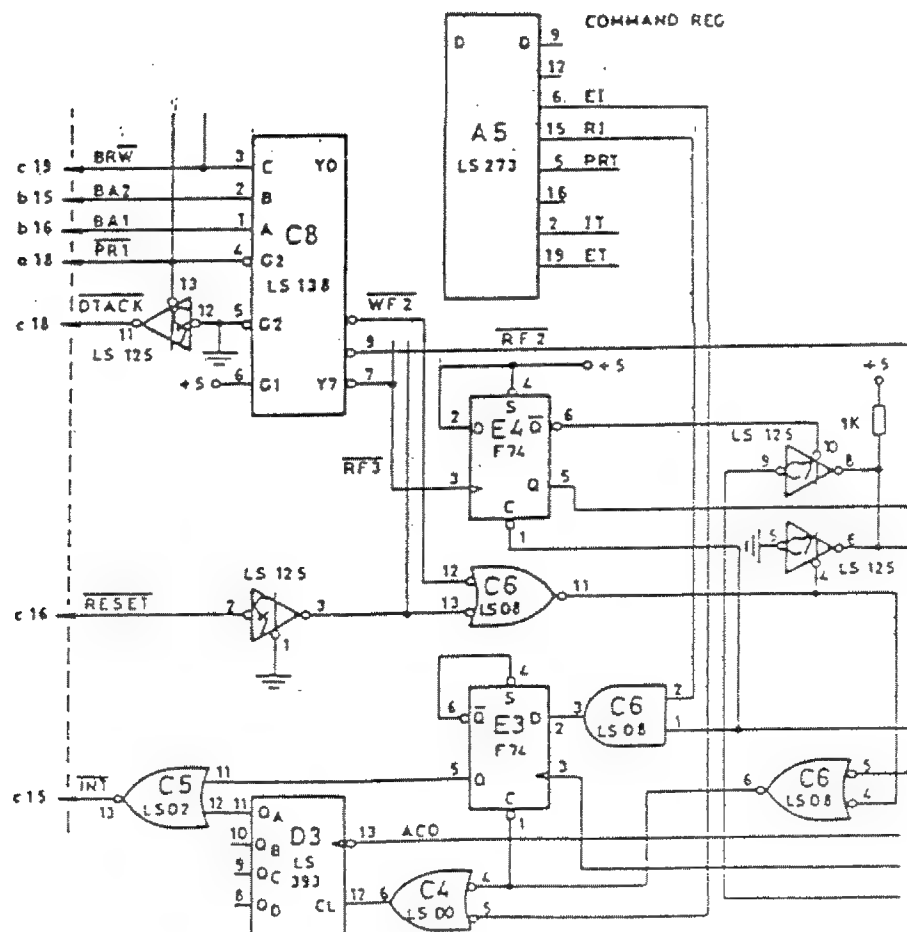 COMMAND REG
D D 9
12
6 EI
A5 15 RI
LS 273 5 PRT
16
2 IT
19 ET
c 19 BRW 3 C Y0
b 15 BA2 2 B
b 16 BA1 1 A C8
a 18 PRT 4 G2
13 LS 138 WF2
DTACK 12 5 G2
c 18 11
LS 125 9 RF2
+5 6 G1 Y7 7 +5 +5
4
S
2 D E4 Q 6 LS 125 1K
F74 10
RF3 9 8
3 Q 5
C
1 5 6
LS 125 12 C6 4 LS 125
RESET LS08 11
c 16 2 3 13
1
4
S
6 Q D 3 C6 2
E3 2 LS08 1
F74
INT C5 11 5 Q 3 C6 5
c 15 13 LS02 12 C 6 LS08 4
11 QA D3 13 ACO 1
10 QB LS
9 QC 393 C4 4
8 QD CL 12 6 LS 00 5